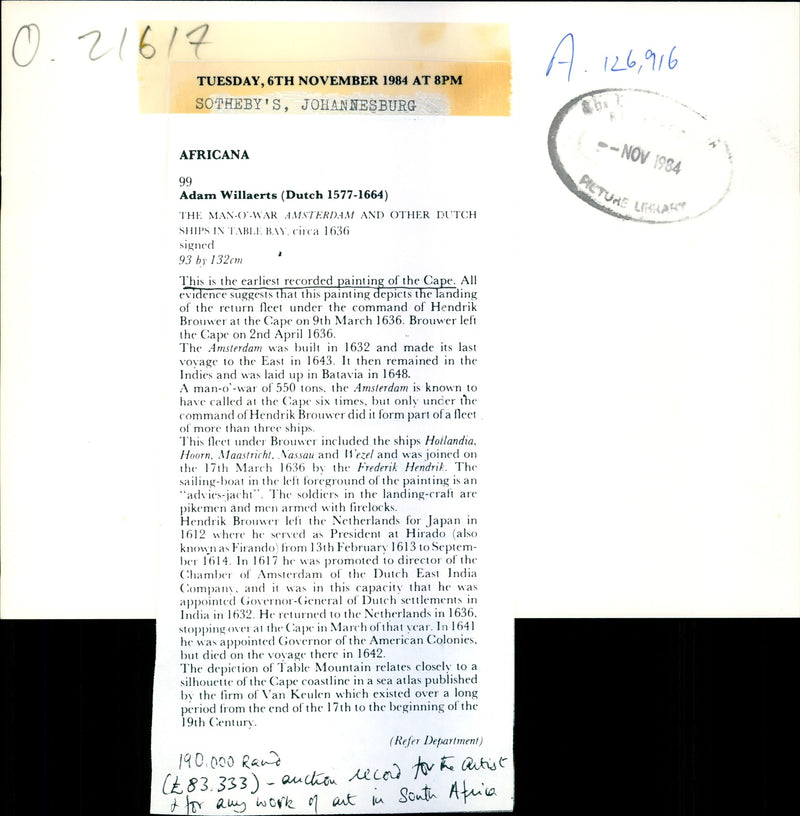 O. 21617
A. 126,916
TUESDAY, 6TH NOVEMBER 1984 AT 8PM
SOTHEBY'S, JOHANNESBURG
- -NOV 1984
PICTURE LIBRARY
AFRICANA
99
Adam Willaerts (Dutch 1577-1664)
THE MAN-O'-WAR AMSTERDAM AND OTHER DUTCH
SHIPS IN TABLE BAY, circa 1636
signed
93 by 132cm
This is the earliest recorded painting of the Cape. All
evidence suggests that this painting depicts the landing
of the return fleet under the command of Hendrik
Brouwer at the Cape on 9th March 1636. Brouwer left
the Cape on 2nd April 1636.
The Amsterdam was built in 1632 and made its last
voyage to the East in 1643. It then remained in the
Indies and was laid up in Batavia in 1648.
A man-o'-war of 550 tons, the Amsterdam is known to
have called at the Cape six times, but only under the
command of Hendrik Brouwer did it form part of a fleet
of more than three ships.
This fleet under Brouwer included the ships Hollandia,
Hoorn, Maastricht, Nassau and Wezel and was joined on
the 17th March 1636 by the Frederik Hendrik. The
sailing-boat in the left foreground of the painting is an
"advies-jacht". The soldiers in the landing-craft are
pikemen and men armed with firelocks.
Hendrik Brouwer left the Netherlands for Japan in
1612 where he served as President at Hirado (also
known as Firando) from 13th February 1613 to Septem-
ber 1614. In 1617 he was promoted to director of the
Chamber of Amsterdam of the Dutch East India
Company, and it was in this capacity that he was
appointed Governor-General of Dutch settlements in
India in 1632. He returned to the Netherlands in 1636,
stopping over at the Cape in March of that year. In 1641
he was appointed Governor of the American Colonies,
but died on the voyage there in 1642.
The depiction of Table Mountain relates closely to a
silhouette of the Cape coastline in a sea atlas published
by the firm of Van Keulen which existed over a long
period from the end of the 17th to the beginning of the
19th Century.
(Refer Department)
190,000 Rand
(£83.333) - auction record for the artist
& for any work of art in South Africa